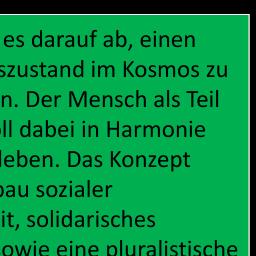 es darauf ab, einen
szustand im Kosmos zu
n. Der Mensch als Teil
oll dabei in Harmonie
leben. Das Konzept
bau sozialer
it, solidarisches
owie eine pluralistische